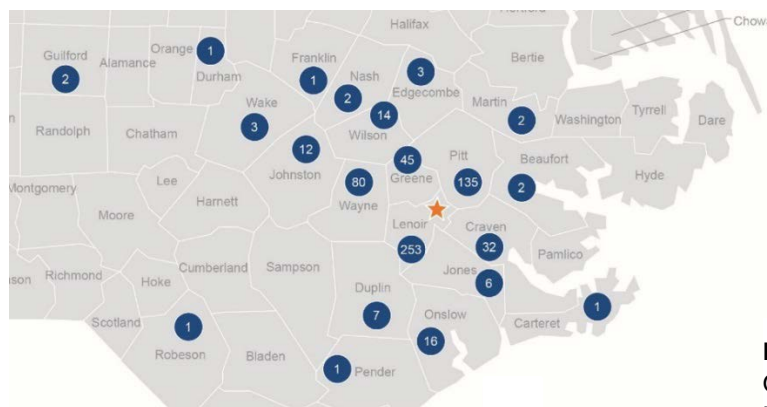 Halifax
Chow
Orange
1
Guilford
2
Alamance
Durham
Franklin
1
Nash
2
3
Edgecombe
Bertie
Martin
2
Washington
Tyrrell
Dare
Wake
3
14
Wilson
Randolph
Chatham
12
Johnston
45
Greene
Pitt
135
Beaufort
2
Hyde
Montgomery
Lee
Harnett
80
Wayne
Moore
Lenoir
253
Craven
32
Pamlico
Richmond
Hoke
Cumberland
Sampson
Jones
6
Duplin
7
Onslow
16
Carteret
1
Scotland
1
Robeson
Bladen
1
Pender